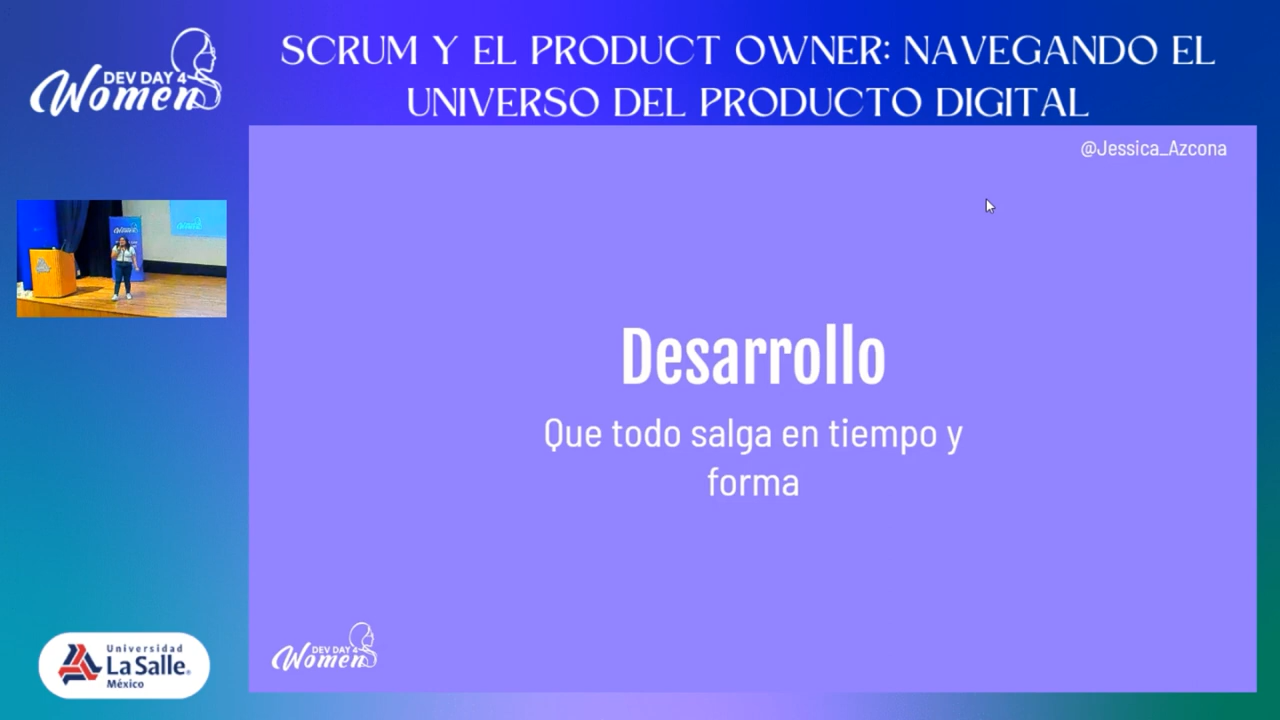 DEV DAY 4
Women
SCRUM Y EL PRODUCT OWNER: NAVEGANDO EL
UNIVERSO DEL PRODUCTO DIGITAL
@Jessica_Azcona
Desarrollo
Que todo salga en tiempo y
forma
DEV DAY 4
Women
Universidad
La Salle®
México